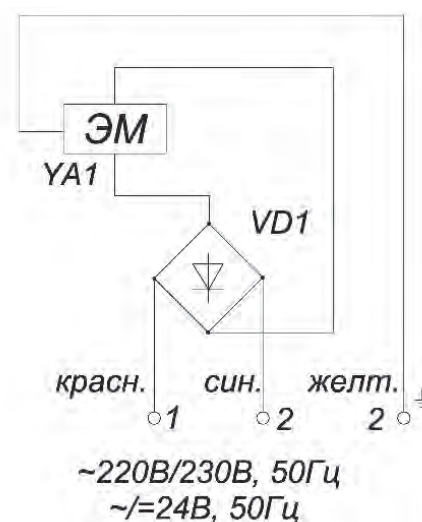 ЭМ
YA1
VD1
красн. син. желт.
1 2 2
~220В/230В, 50Гц
~/=24В, 50Гц